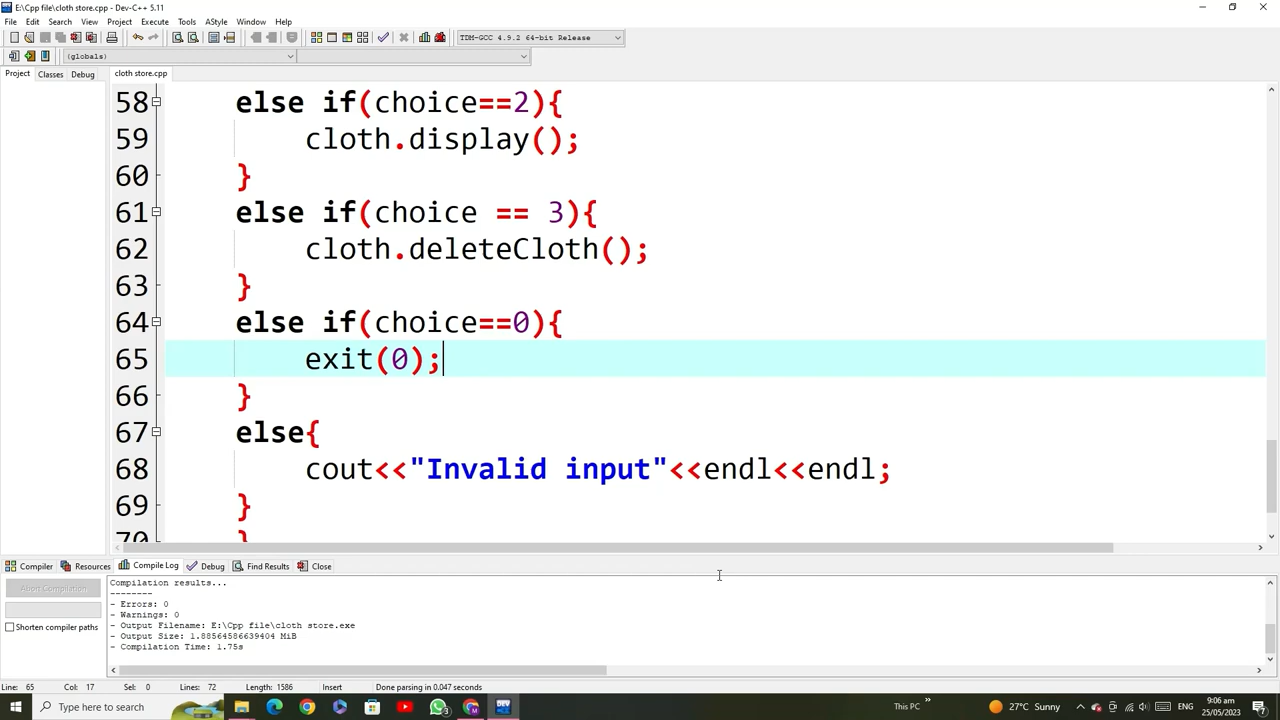 E:\Cpp file\cloth store.cpp - Dev-C++ 5.11
File Edit Search View Project Execute Tools AStyle Window Help
TDM-GCC 4.9.2 64-bit Release
(globals)
Project Classes Debug cloth store.cpp
58 else if(choice==2){
59 cloth.display();
60 }
61 else if(choice == 3){
62 cloth.deleteCloth();
63 }
64 else if(choice==0){
65 exit(0);
66 }
67 else{
68 cout<<"Invalid input"<<endl<<endl;
69 }
70 }
Compiler Resources Compile Log Debug Find Results Close
Abort Compilation
Shorten compiler paths
Compilation results...
--------
- Errors: 0
- Warnings: 0
- Output Filename: E:\Cpp file\cloth store.exe
- Output Size: 1.88564586639404 MiB
- Compilation Time: 1.75s
Line: 65 Col: 17 Sel: 0 Lines: 72 Length: 1586 Insert Done parsing in 0.047 seconds
Type here to search 3 DEV This PC » 27°C Sunny ENG 9:06 am
25/05/2023 7